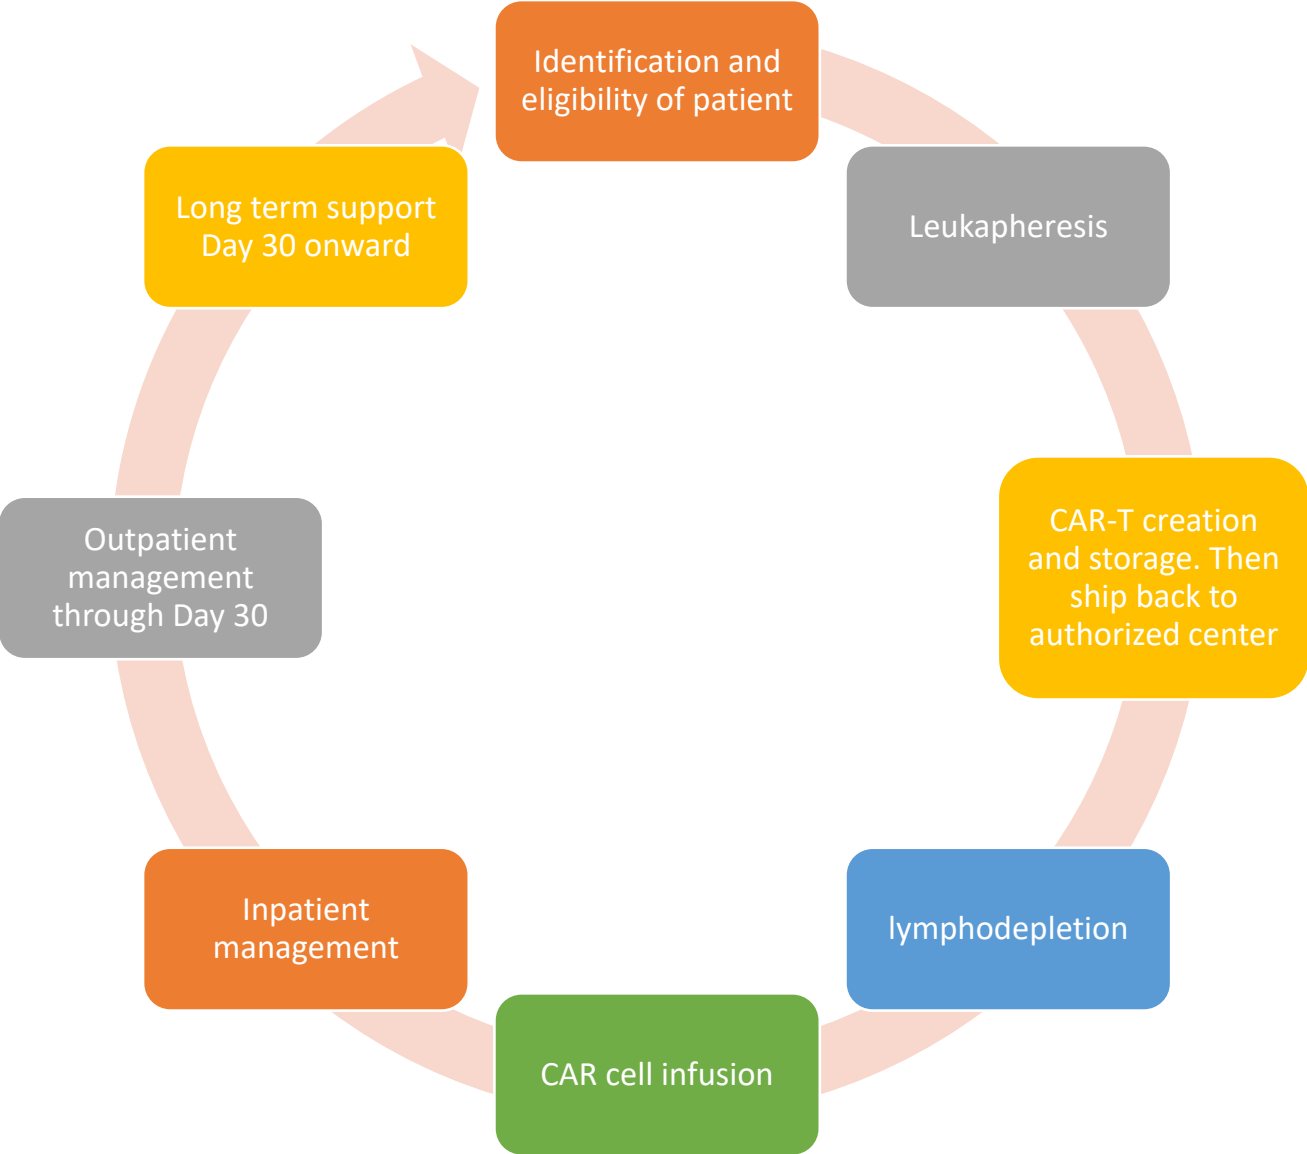 Identification and
eligibility of patient
Leukapheresis
CAR-T creation
and storage. Then
ship back to
authorized center
lymphodepletion
CAR cell infusion
Inpatient
management
Outpatient
management
through Day 30
Long term support
Day 30 onward